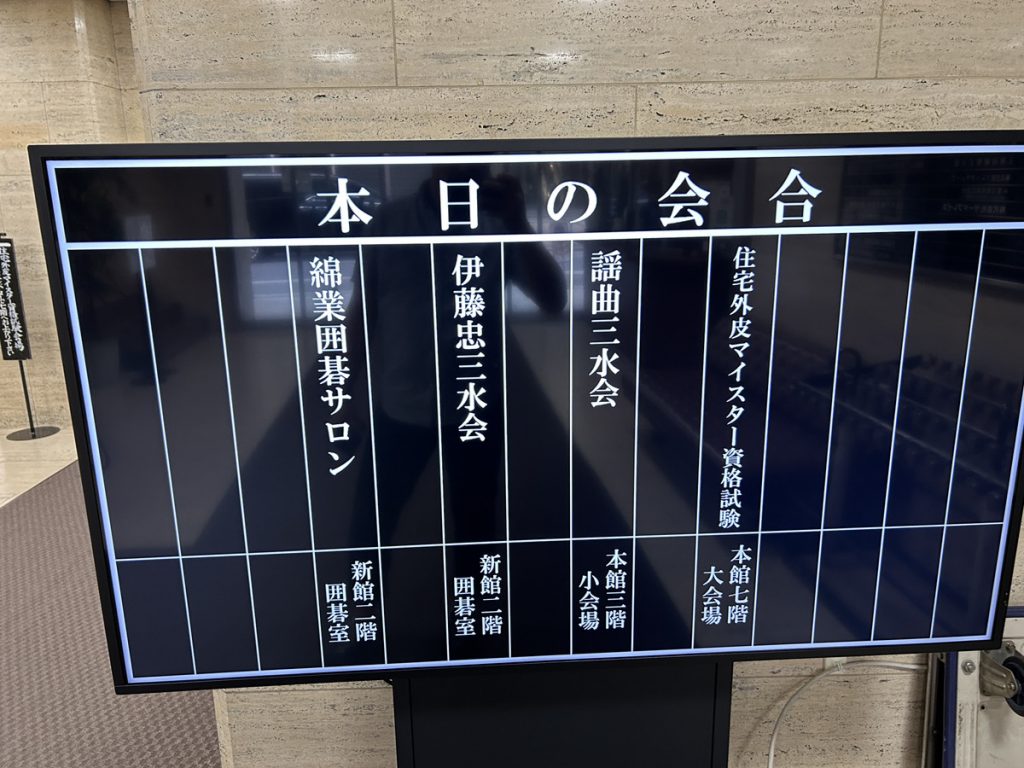 本日の会合
住宅外皮マイスター資格試験
本館七階
大会場
謡曲三水会
本館三階
小会場
伊藤忠三水会
新館二階
囲碁室
綿業囲碁サロン
新館二階
囲碁室